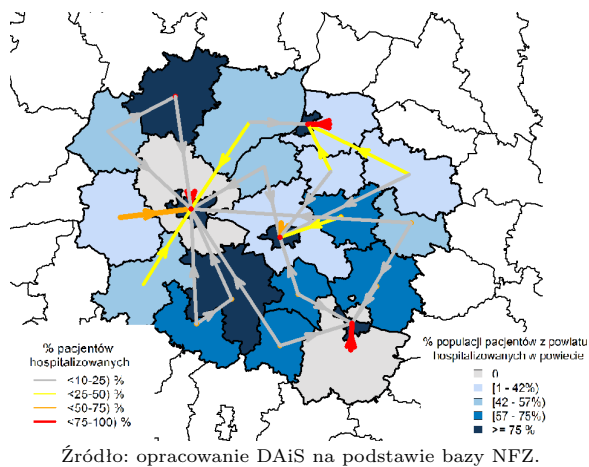 % pacjentów
hospitalizowanych
<10-25) %
<25-50) %
<50-75) %
<75-100) %
% populacji pacjentów z powiatu
hospitalizowanych w powiecie
0
[1 - 42%)
[42 - 57%)
[57 - 75%)
>= 75 %
Źródło: opracowanie DAiS na podstawie bazy NFZ.